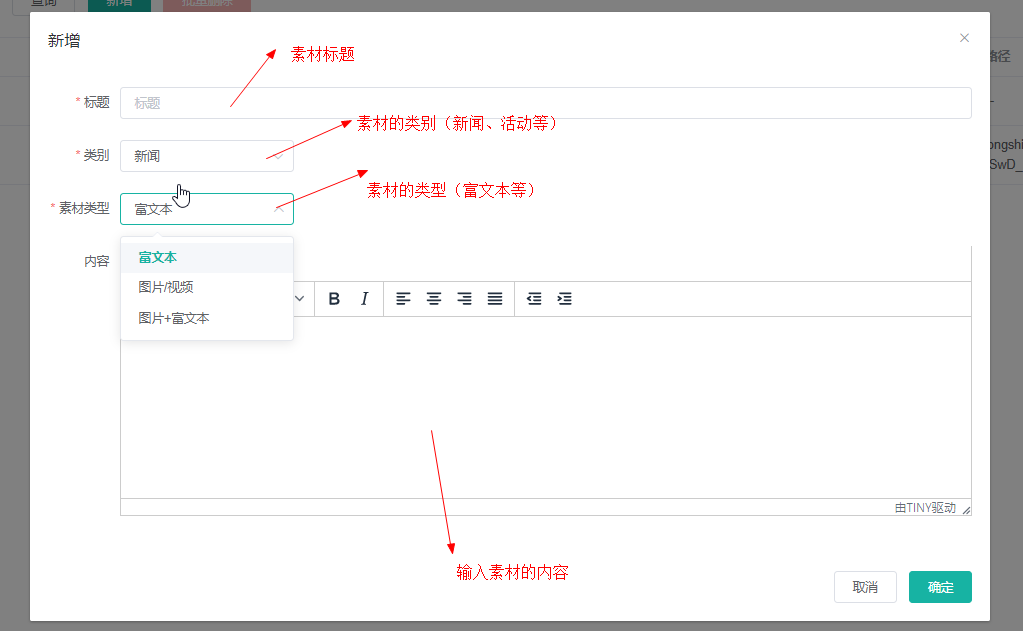 查询
新增
批量删除
新增
素材标题
路径
* 标题
标题
素材的类别（新闻、活动等）
* 类别
新闻
ongshi
SwD_
素材的类型（富文本等）
* 素材类型
富文本
内容
富文本
图片/视频
图片+富文本
B I
由TINY驱动
输入素材的内容
取消
确定